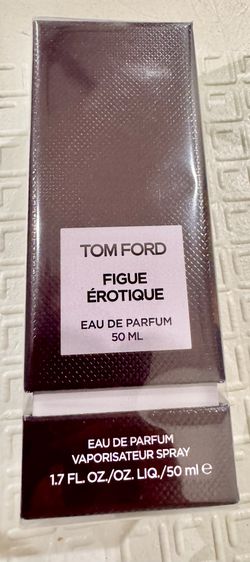 TOM FORD
FIGUE
ÉROTIQUE
EAU DE PARFUM
50 ML
EAU DE PARFUM
VAPORISATEUR SPRAY
1.7 FL. OZ./OZ. LIQ./50 ml ℮